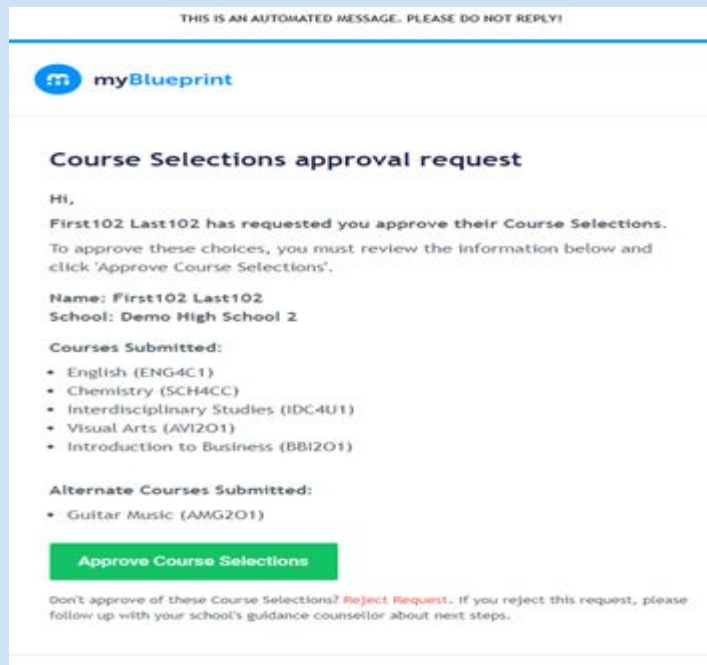 THIS IS AN AUTOMATED MESSAGE. PLEASE DO NOT REPLY!
myBlueprint
Course Selections approval request
Hi,
First102 Last102 has requested you approve their Course Selections.
To approve these choices, you must review the information below and
click 'Approve Course Selections'.
Name: First102 Last102
School: Demo High School 2
Courses Submitted:
• English (ENG4C1)
• Chemistry (SCH4CC)
• Interdisciplinary Studies (IDC4U1)
• Visual Arts (AVI2O1)
• Introduction to Business (BBI2O1)
Alternate Courses Submitted:
• Guitar Music (AMG2O1)
Approve Course Selections
Don't approve of these Course Selections? Reject Request. If you reject this request, please
follow up with your school's guidance counsellor about next steps.